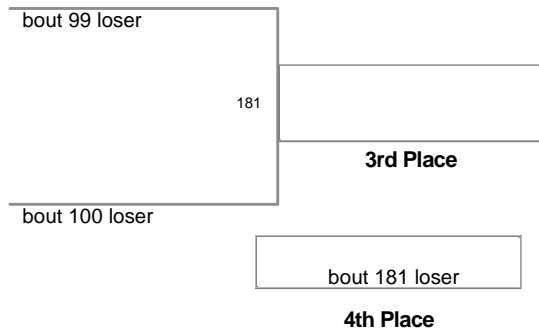 bout 99 loser
181
3rd Place
bout 100 loser
bout 181 loser
4th Place